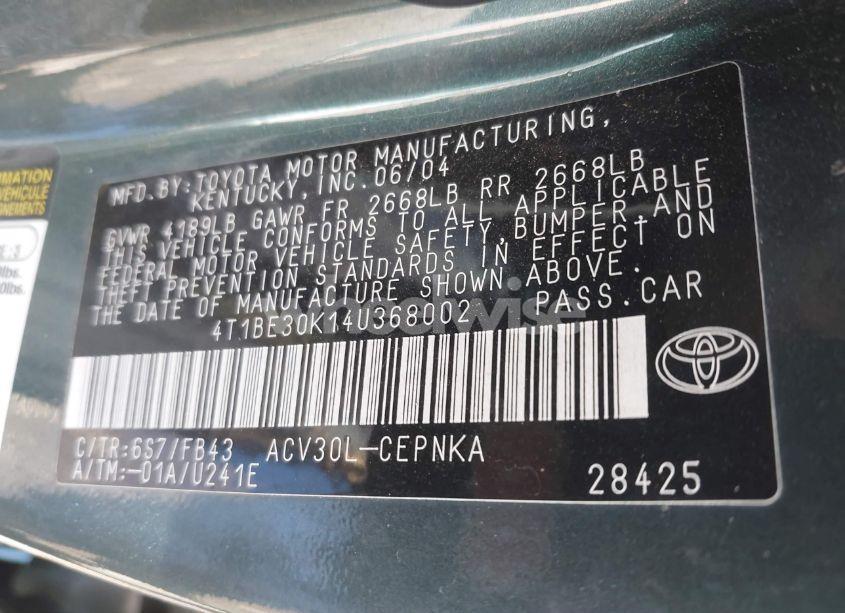 MFD.BY:TOYOTA MOTOR MANUFACTURING,
KENTUCKY,INC.06/04
GVWR 4189LB GAWR FR 2668LB RR 2668LB
THIS VEHICLE CONFORMS TO ALL APPLICABLE
FEDERAL MOTOR VEHICLE SAFETY,BUMPER,AND
THEFT PREVENTION STANDARDS IN EFFECT ON
THE DATE OF MANUFACTURE SHOWN ABOVE.
4T1BE30K14U368002 PASS.CAR
C/TR:6S7/FB43 ACV30L-CEPNKA
A/TM:-01A/U241E
28425
VEHICULE